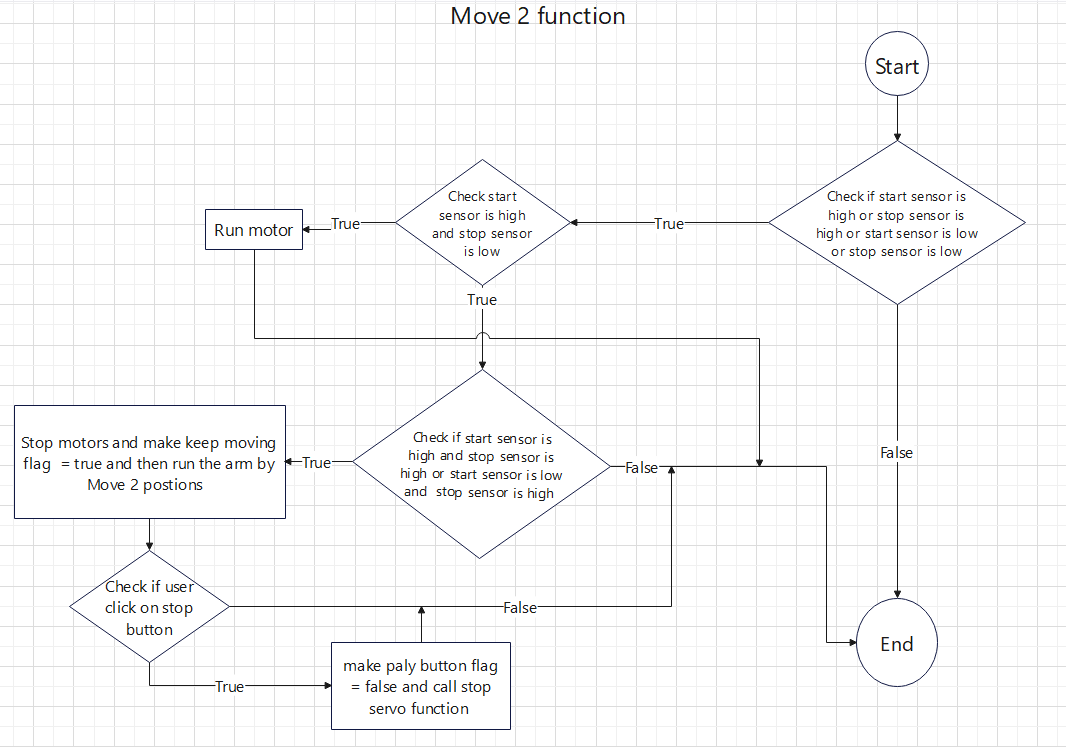 Move 2 function
Start
Check if start sensor is
high or stop sensor is
high or start sensor is low
or stop sensor is low
True
Check start
sensor is high
and stop sensor
is low
True
Run motor
True
False
Check if start sensor is
high and stop sensor is
high or start sensor is low
and stop sensor is high
True
False
Stop motors and make keep moving
flag = true and then run the arm by
Move 2 postions
Check if user
click on stop
button
False
True
make paly button flag
= false and call stop
servo function
End